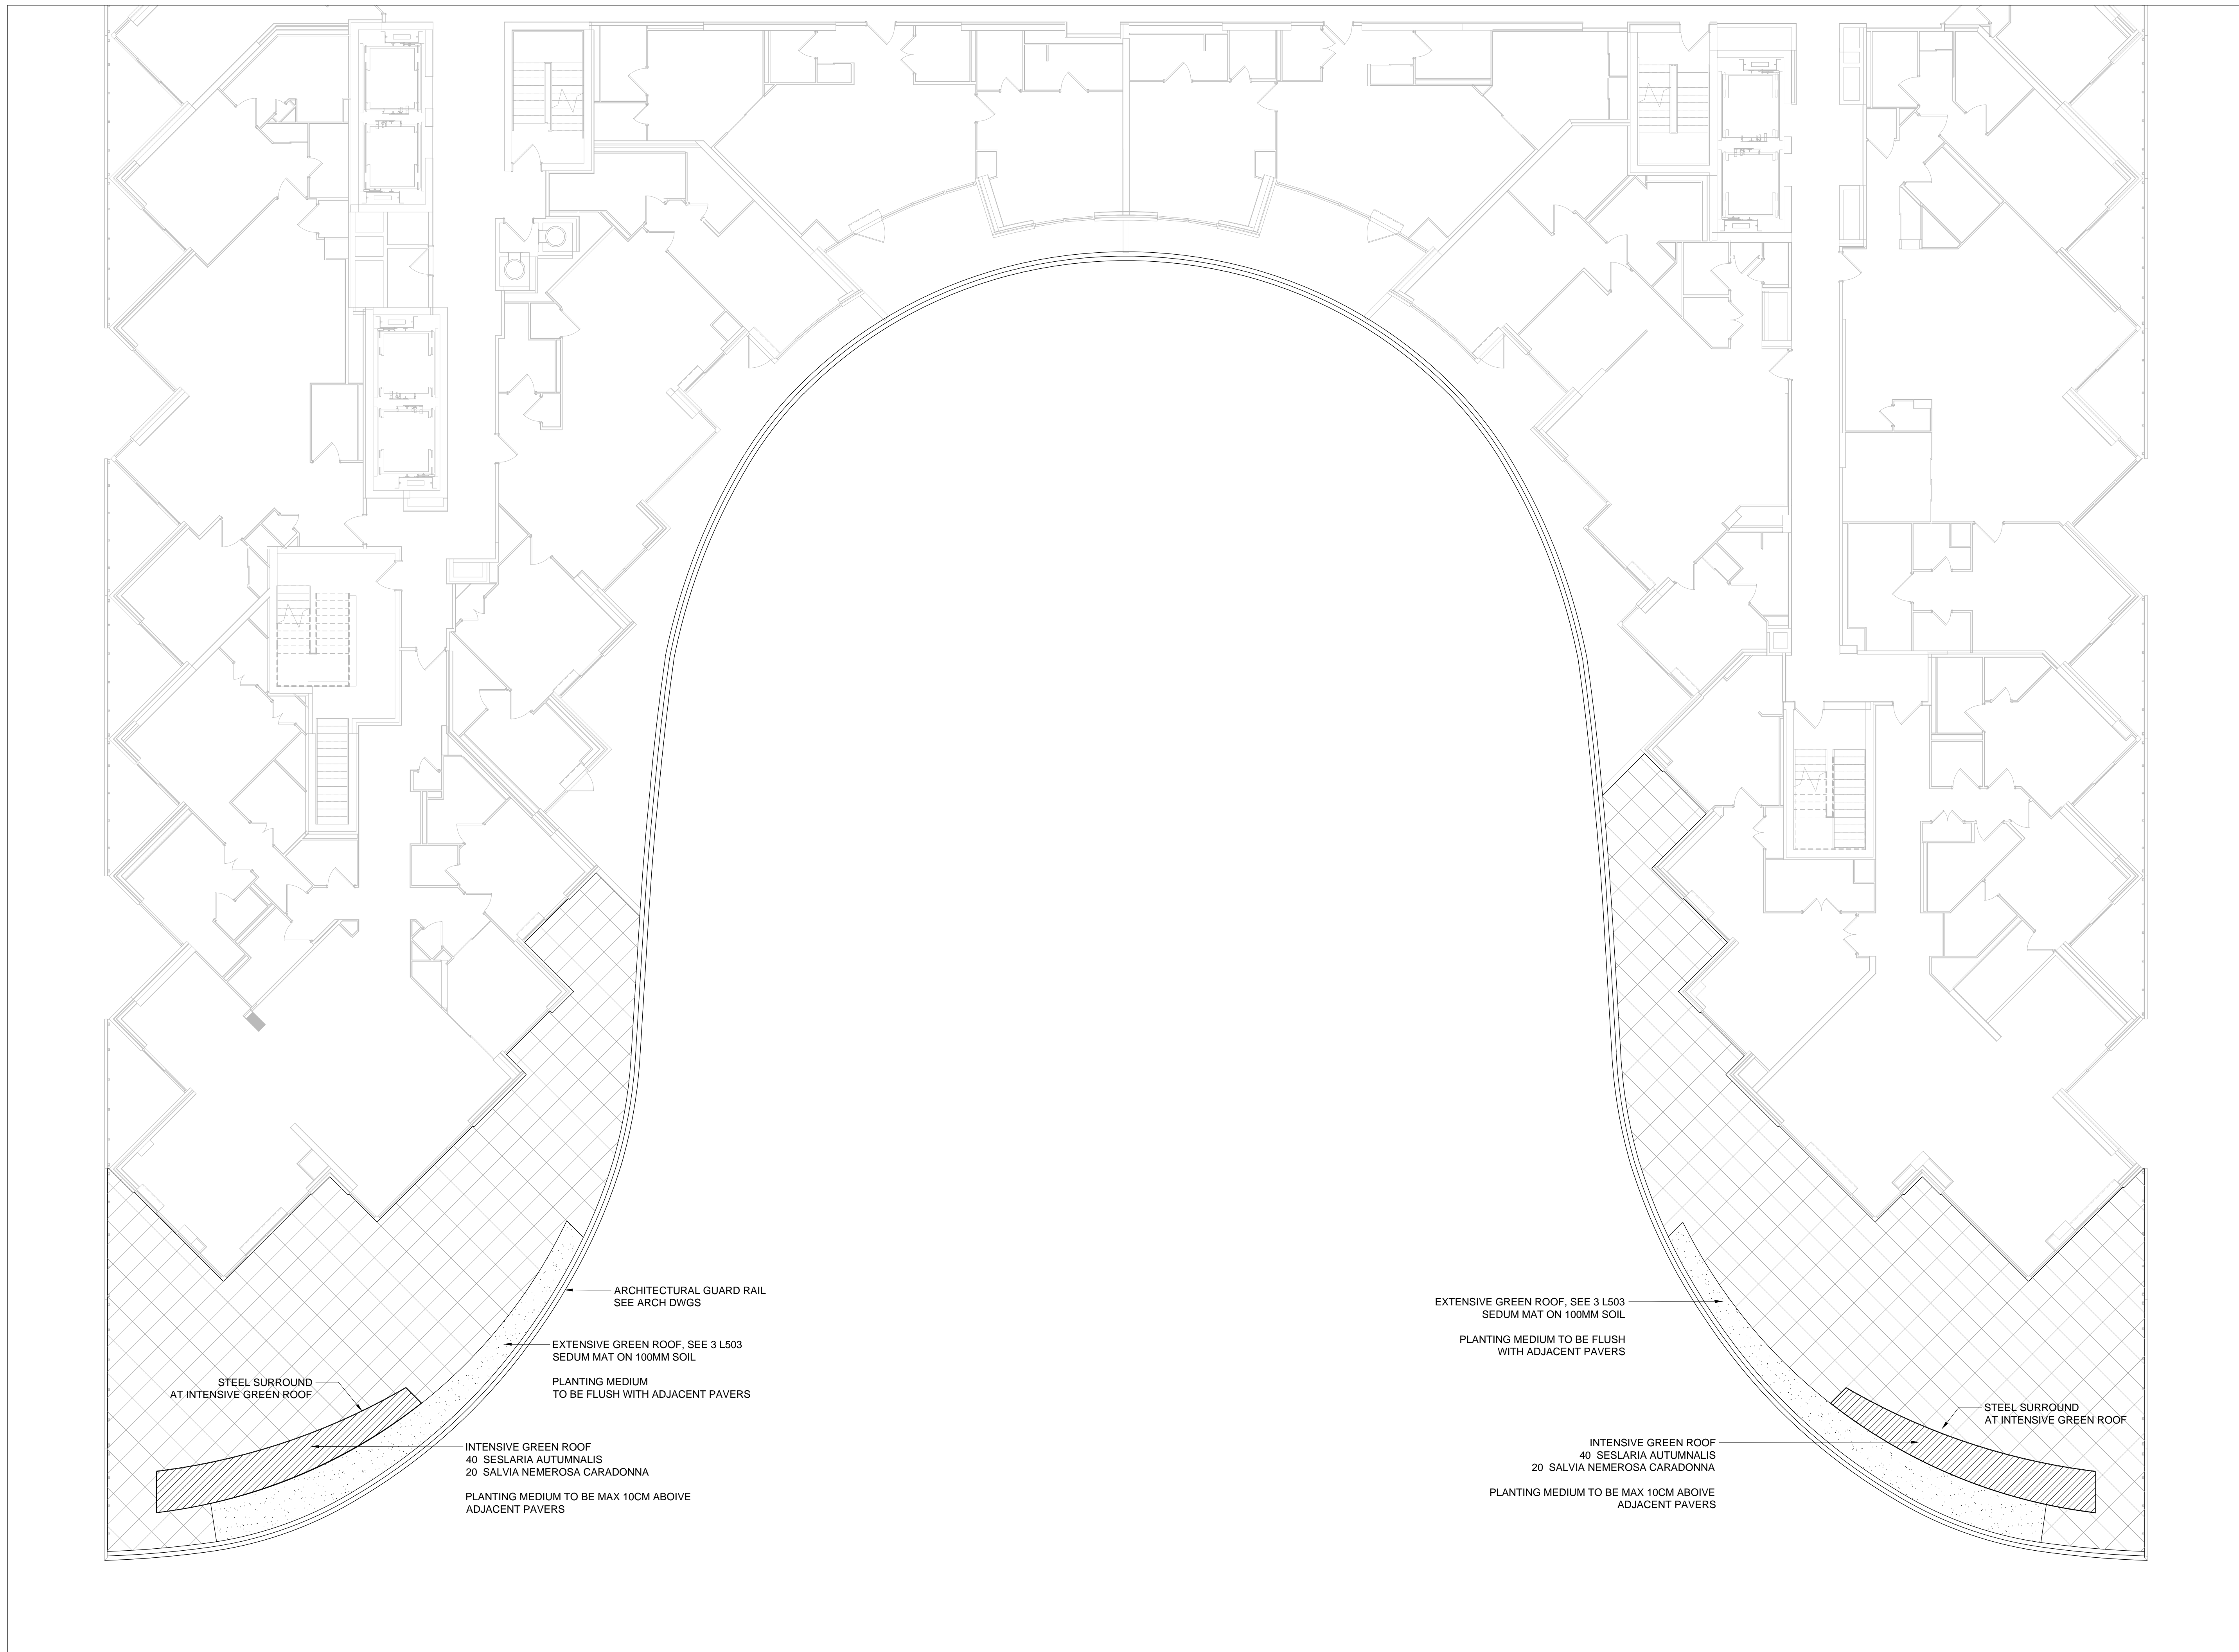 ARCHITECTURAL GUARD RAIL
SEE ARCH DWGS
EXTENSIVE GREEN ROOF, SEE 3 L503
SEDUM MAT ON 100MM SOIL
PLANTING MEDIUM
TO BE FLUSH WITH ADJACENT PAVERS
STEEL SURROUND
AT INTENSIVE GREEN ROOF
INTENSIVE GREEN ROOF
40 SESLARIA AUTUMNALIS
20 SALVIA NEMEROSA CARADONNA
PLANTING MEDIUM TO BE MAX 10CM ABOIVE
ADJACENT PAVERS
EXTENSIVE GREEN ROOF, SEE 3 L503
SEDUM MAT ON 100MM SOIL
PLANTING MEDIUM TO BE FLUSH
WITH ADJACENT PAVERS
STEEL SURROUND
AT INTENSIVE GREEN ROOF
INTENSIVE GREEN ROOF
40 SESLARIA AUTUMNALIS
20 SALVIA NEMEROSA CARADONNA
PLANTING MEDIUM TO BE MAX 10CM ABOIVE
ADJACENT PAVERS